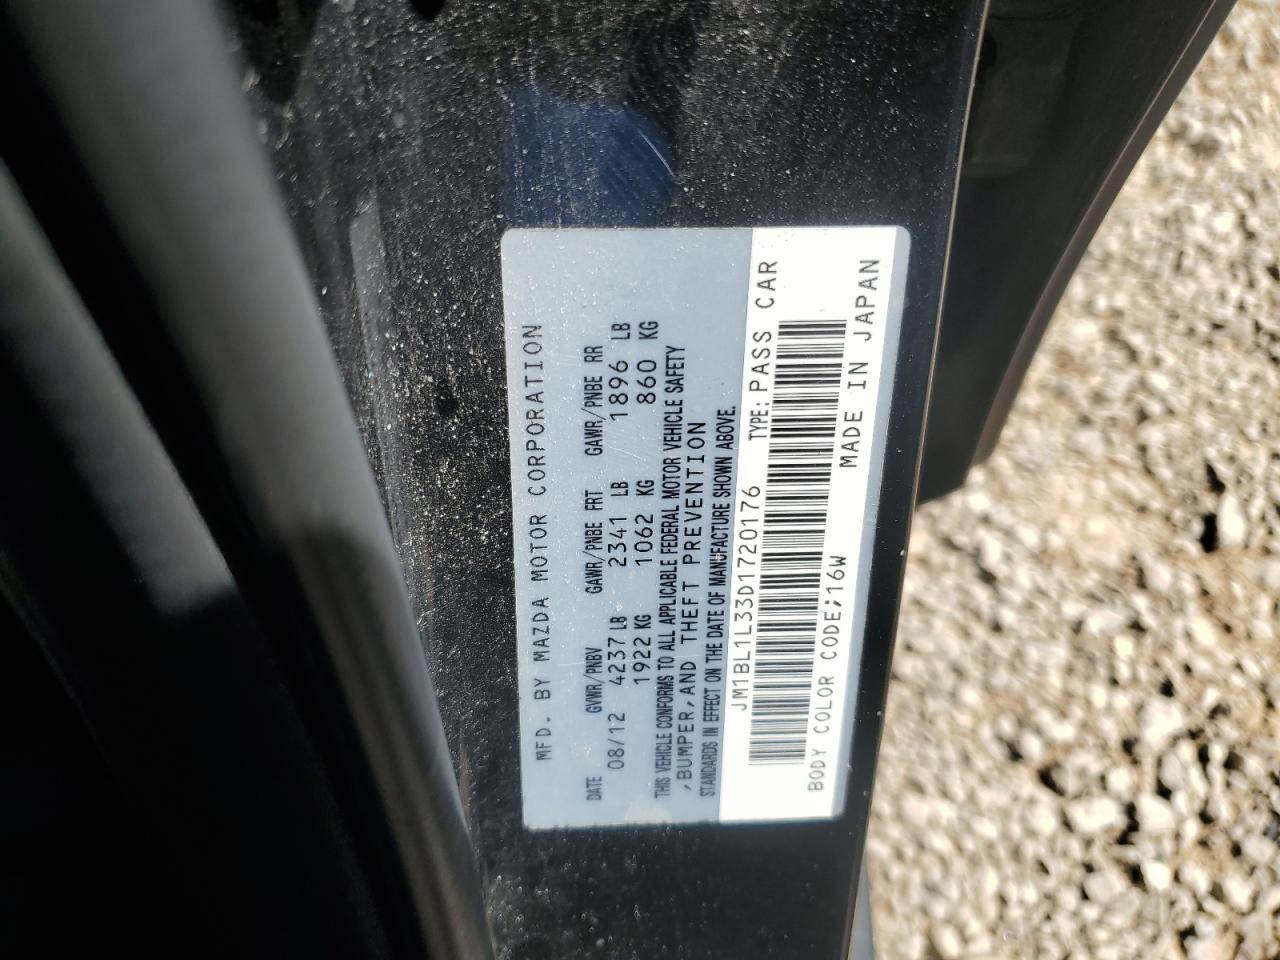 MFD. BY MAZDA MOTOR CORPORATION
DATE GVWR/PNBV GAWR/PNBE FRT GAWR/PNBE RR
08/12 4237 LB 2341 LB 1896 LB
1922 KG 1062 KG 860 KG
THIS VEHICLE CONFORMS TO ALL APPLICABLE FEDERAL MOTOR VEHICLE SAFETY
,BUMPER,AND THEFT PREVENTION
STANDARDS IN EFFECT ON THE DATE OF MANUFACTURE SHOWN ABOVE.
JM1BL1L33D1720176 TYPE: PASS CAR
BODY COLOR CODE;16W MADE IN JAPAN